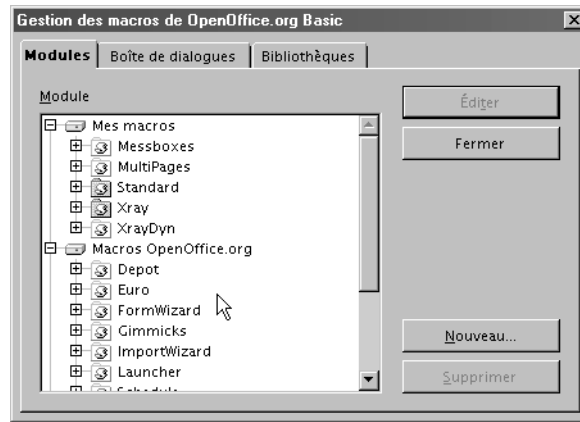 Gestion des macros de OpenOffice.org Basic
Modules
Boîte de dialogues
Bibliothèques
Module
Mes macros
Messboxes
MultiPages
Standard
Xray
XrayDyn
Macros OpenOffice.org
Depot
Euro
FormWizard
Gimmicks
ImportWizard
Launcher
Éditer
Fermer
Nouveau...
Supprimer